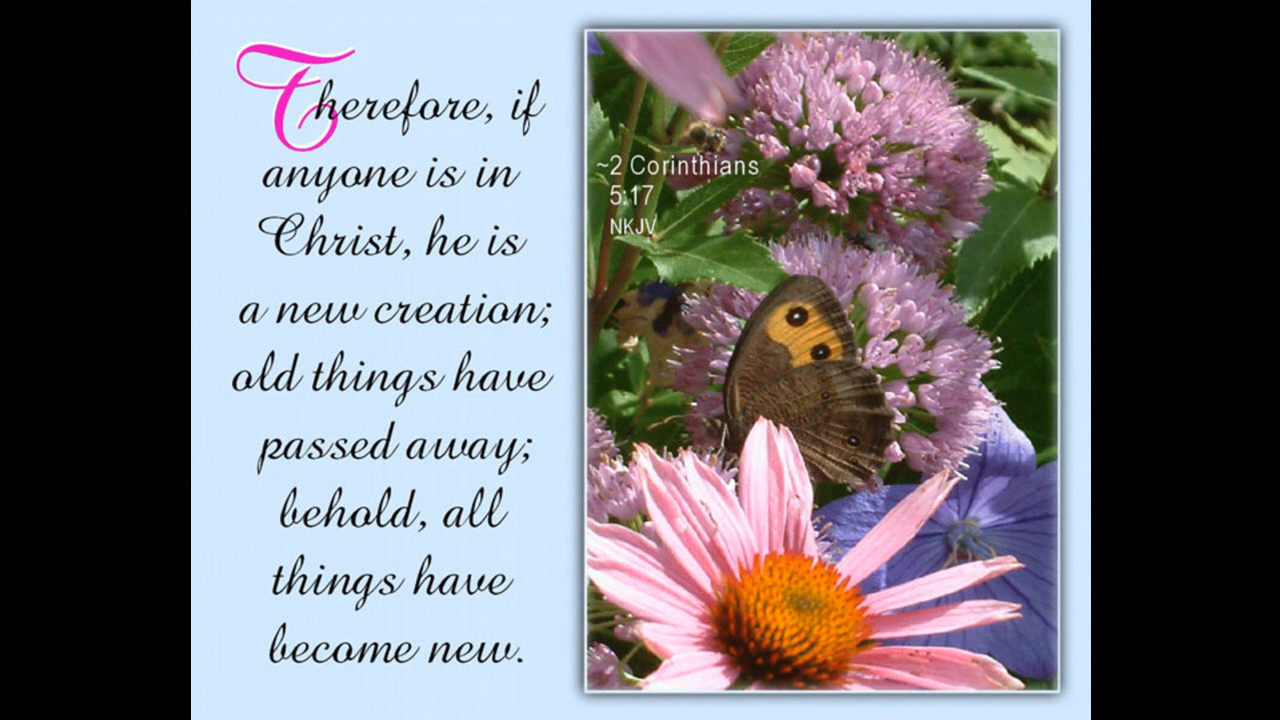 Therefore, if
anyone is in
Christ, he is
a new creation;
old things have
passed away;
behold, all
things have
become new.
~2 Corinthians
5:17
NKJV